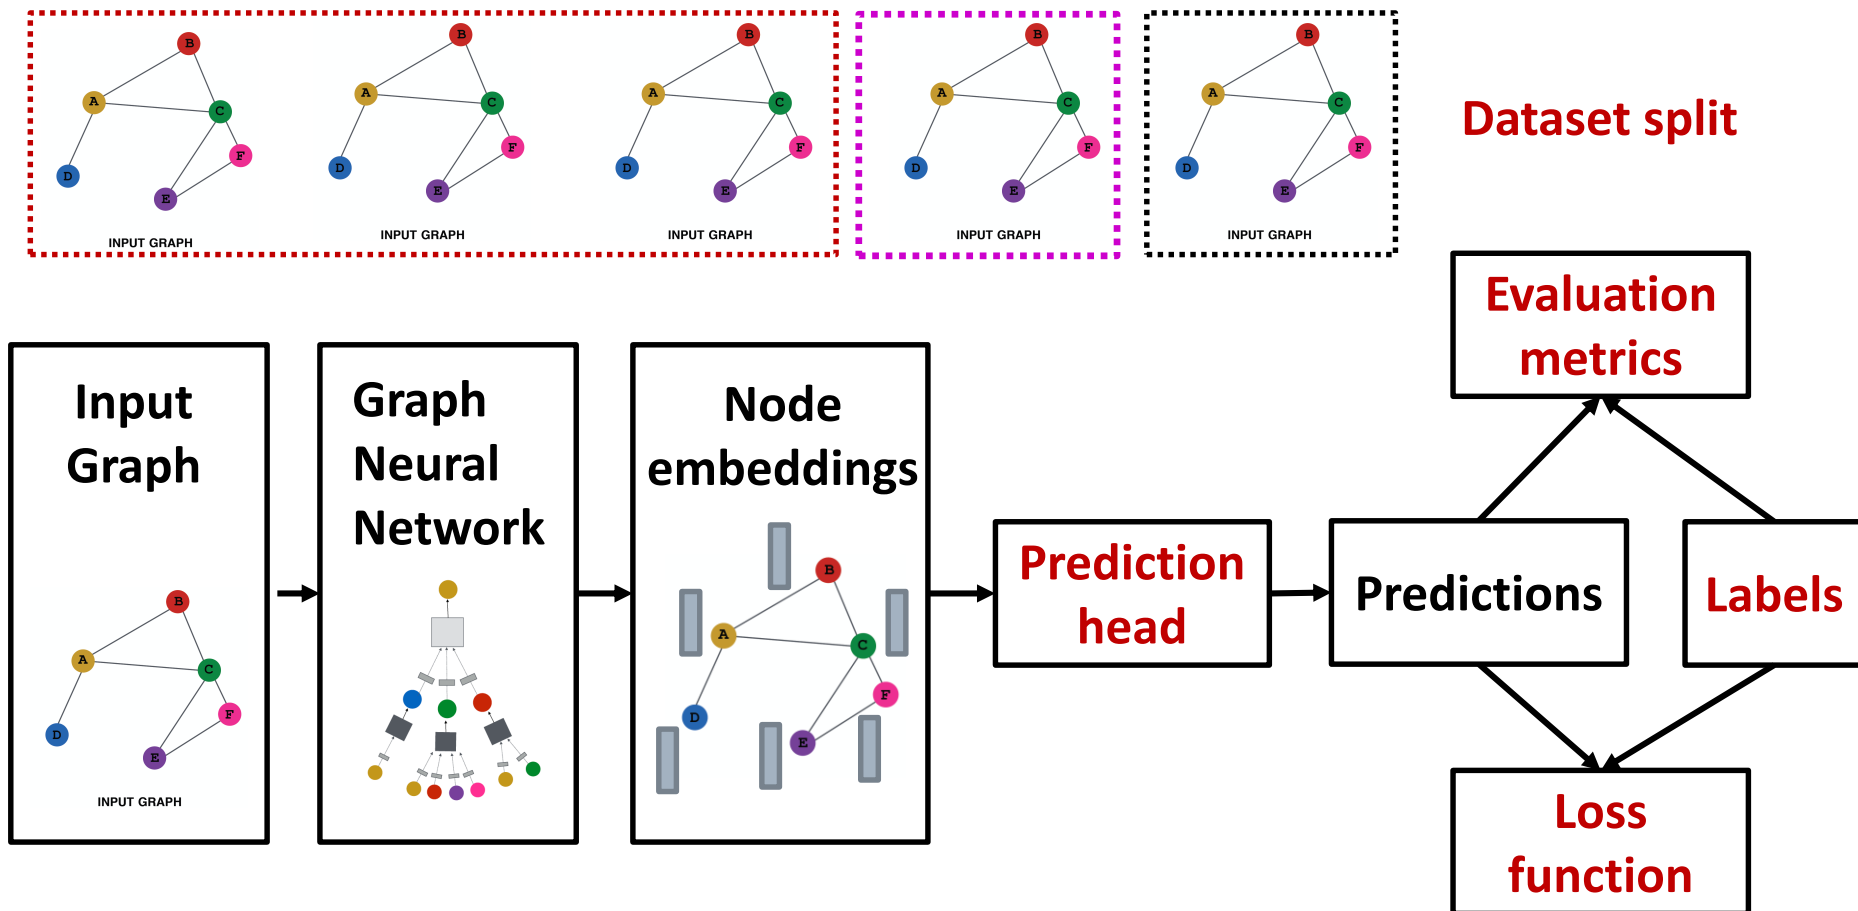 B
A
C
F
D
E
INPUT GRAPH
B
A
C
F
D
E
INPUT GRAPH
B
A
C
F
D
E
INPUT GRAPH
B
A
C
F
D
E
INPUT GRAPH
B
A
C
F
D
E
INPUT GRAPH
Dataset split
Input
Graph
B
A
C
F
D
E
INPUT GRAPH
Graph
Neural
Network
Node
embeddings
B
A
C
F
D
E
Prediction
head
Predictions
Labels
Evaluation
metrics
Loss
function